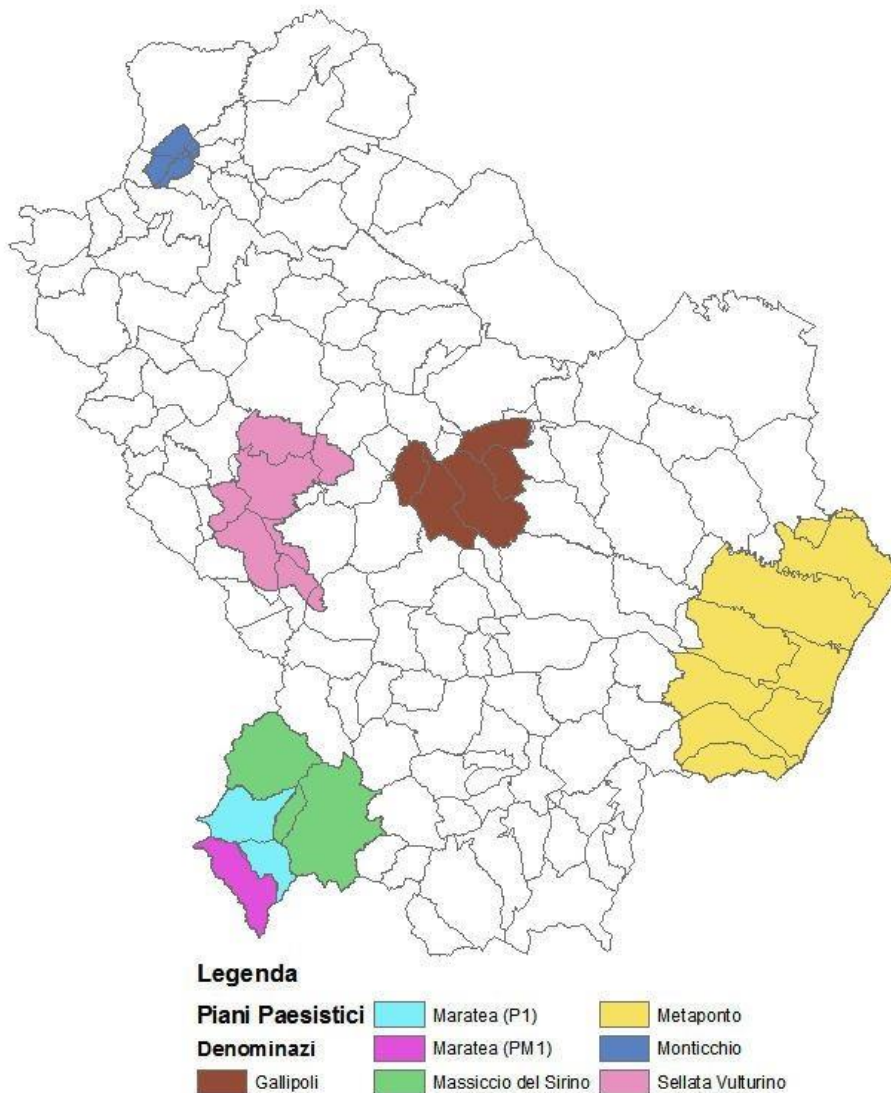 Legenda
Piani Paesistici
Denominazi
Gallipoli
Maratea (P1)
Maratea (PM1)
Massiccio del Sirino
Metaponto
Monticchio
Sellata Vulturino